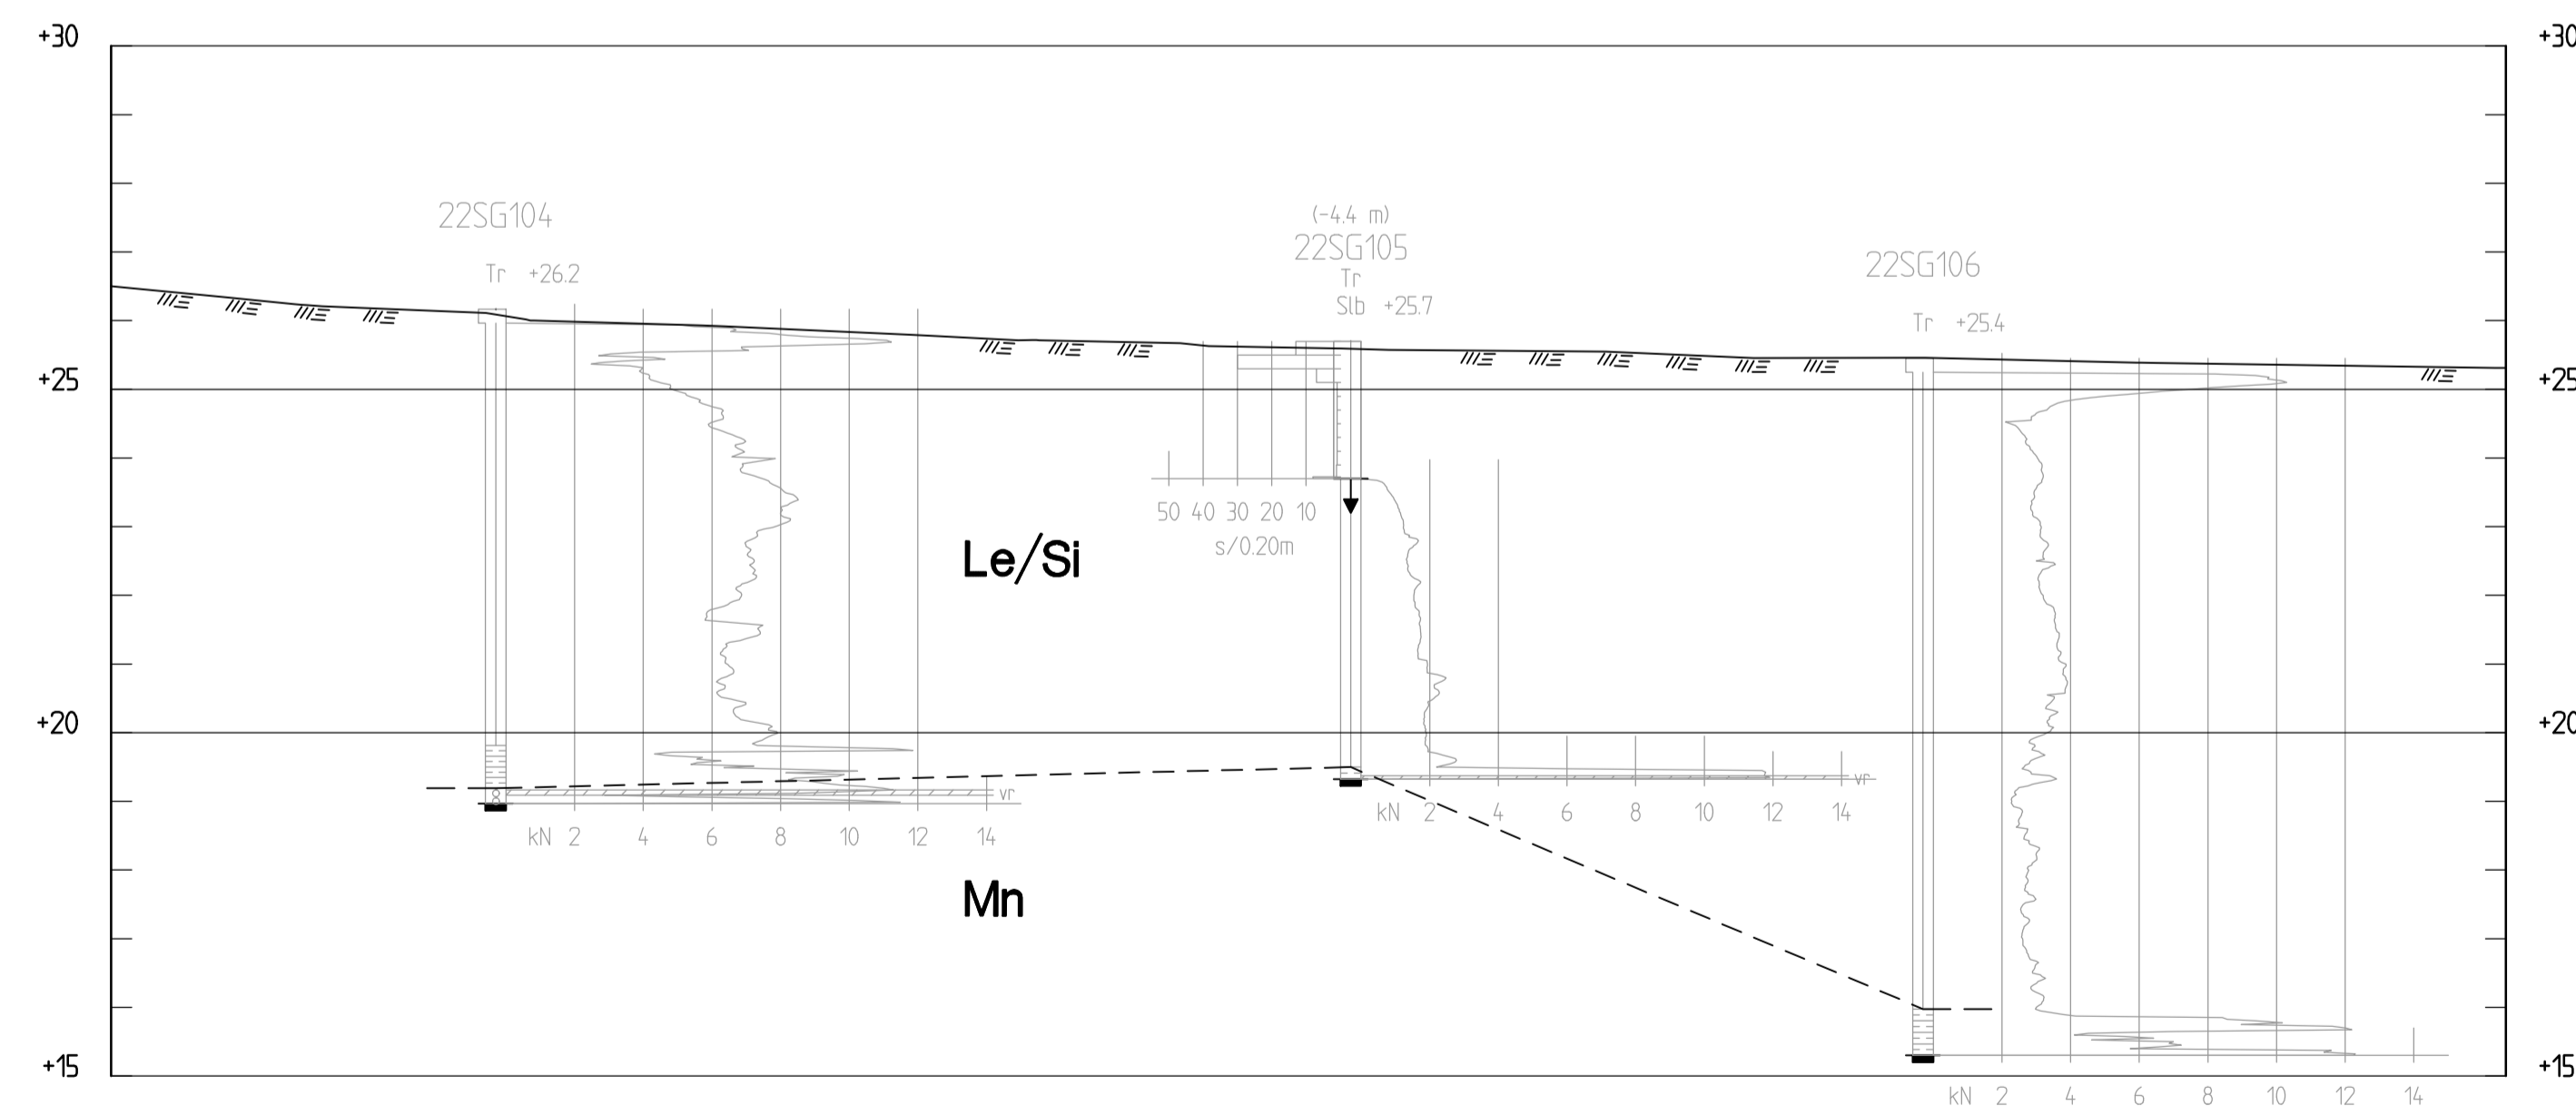 +30 +30
(-4.4 m)
22SG104
22SG105
22SG106
Tr +26.2
Tr
Slb +25.7
Tr +25.4
+25 +25
50 40 30 20 10
s/0.20m
Le/Si
+20 +20
vr
vr
kN 2 4 6 8 10 12 14
kN 2 4 6 8 10 12 14
Mn
+15 +15
kN 2 4 6 8 10 12 14